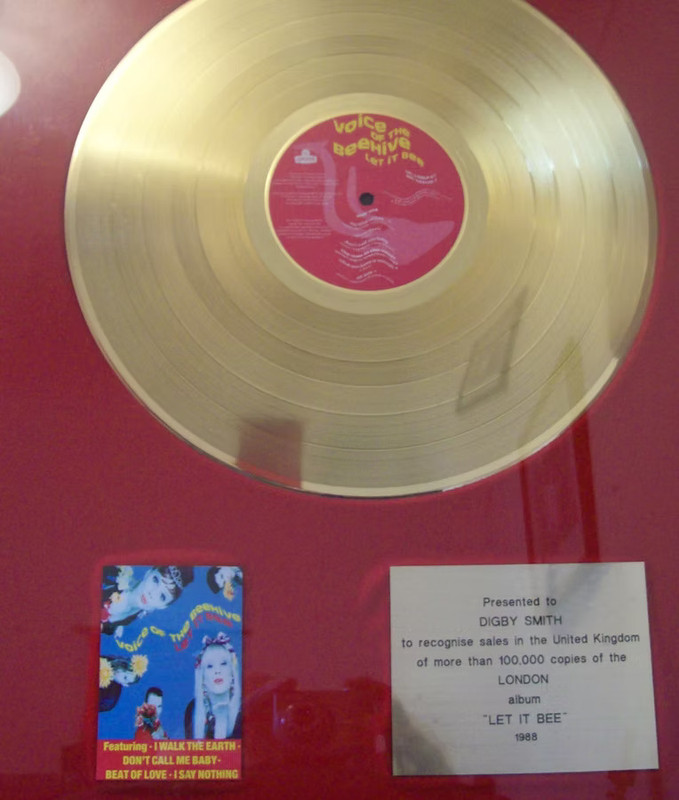 VOICE
OF THE
BEEHIVE
LET IT BEE
VOICE OF THE BEEHIVE
LET IT BEE
Featuring · I WALK THE EARTH ·
DON'T CALL ME BABY ·
BEAT OF LOVE · I SAY NOTHING
Presented to
DIGBY SMITH
to recognise sales in the United Kingdom
of more than 100,000 copies of the
LONDON
album
"LET IT BEE"
1988